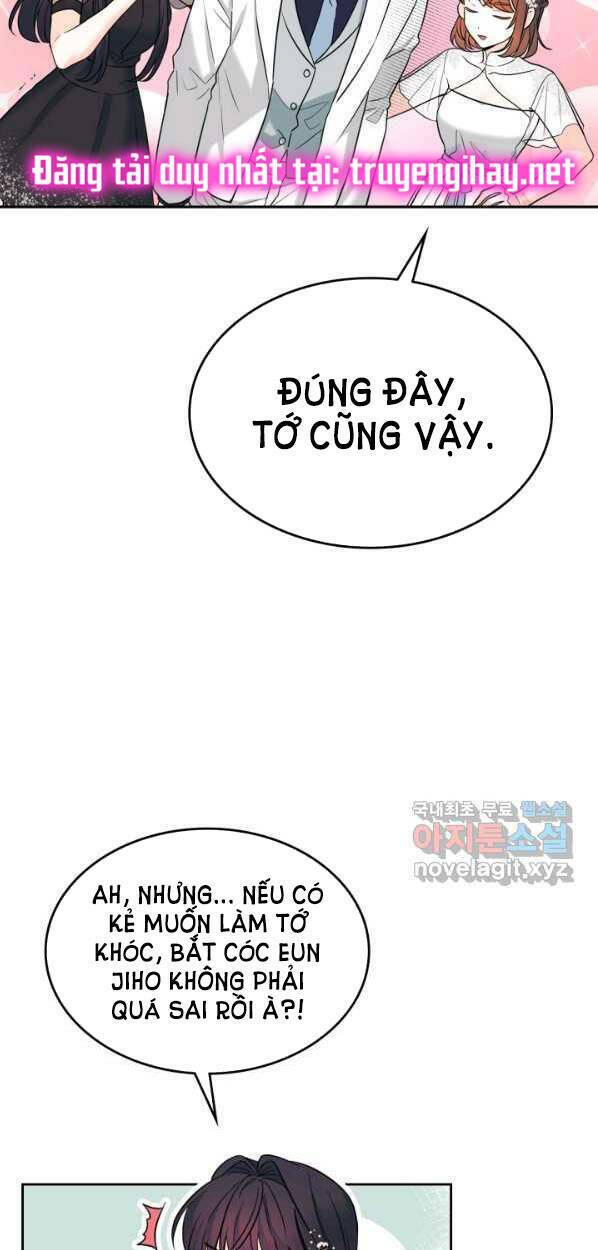 Đăng tải duy nhất tại: truyengihay.net
ĐÚNG ĐÂY,
TỚ CŨNG VẬY.
국내최초 무료 웹소설
아지툰소설
novelagit.xyz
AH, NHƯNG... NẾU CÓ
KẺ MUỐN LÀM TỚ
KHÓC, BẮT CÓC EUN
JIHO KHÔNG PHẢI
QUÁ SAI RỒI À?!